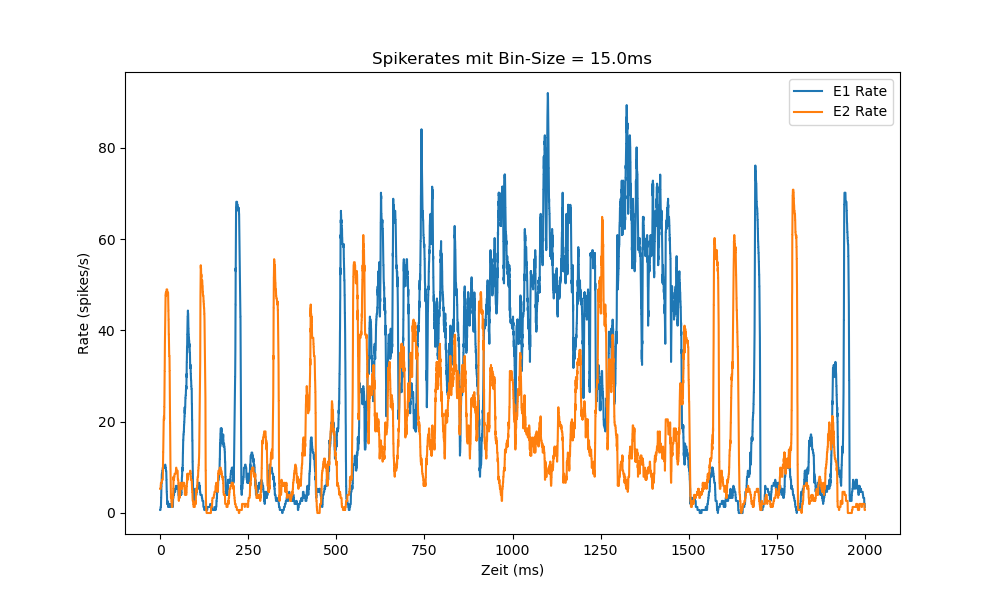 Spikerates mit Bin-Size = 15.0ms
E1 Rate
E2 Rate
Rate (spikes/s)
80
60
40
20
0
0 250 500 750 1000 1250 1500 1750 2000
Zeit (ms)